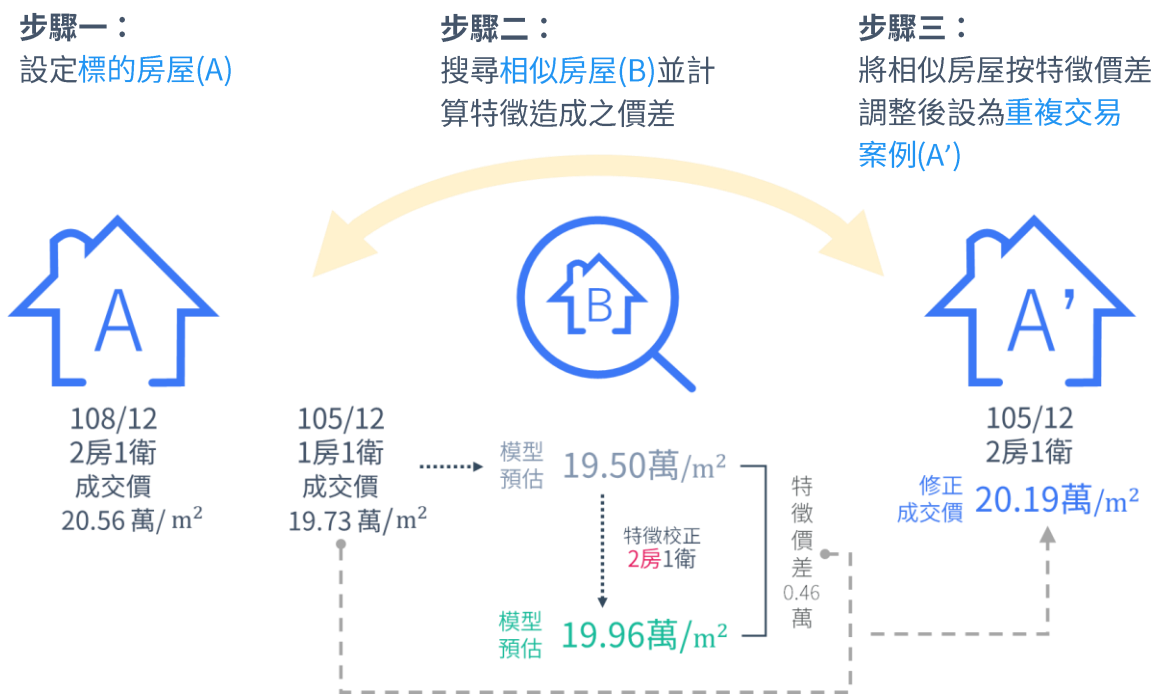 步驟一：
設定標的房屋(A)
步驟二：
搜尋相似房屋(B)並計
算特徵造成之價差
步驟三：
將相似房屋按特徵價差
調整後設為重複交易
案例(A’)
A
B
A’
108/12
2房1衛
成交價
20.56 萬/ m²
105/12
1房1衛
成交價
19.73 萬/m²
模型
預估
19.50萬/m²
特徵校正
2房1衛
模型
預估
19.96萬/m²
特
徵
價
差
0.46
萬
105/12
2房1衛
修正
成交價
20.19萬/m²